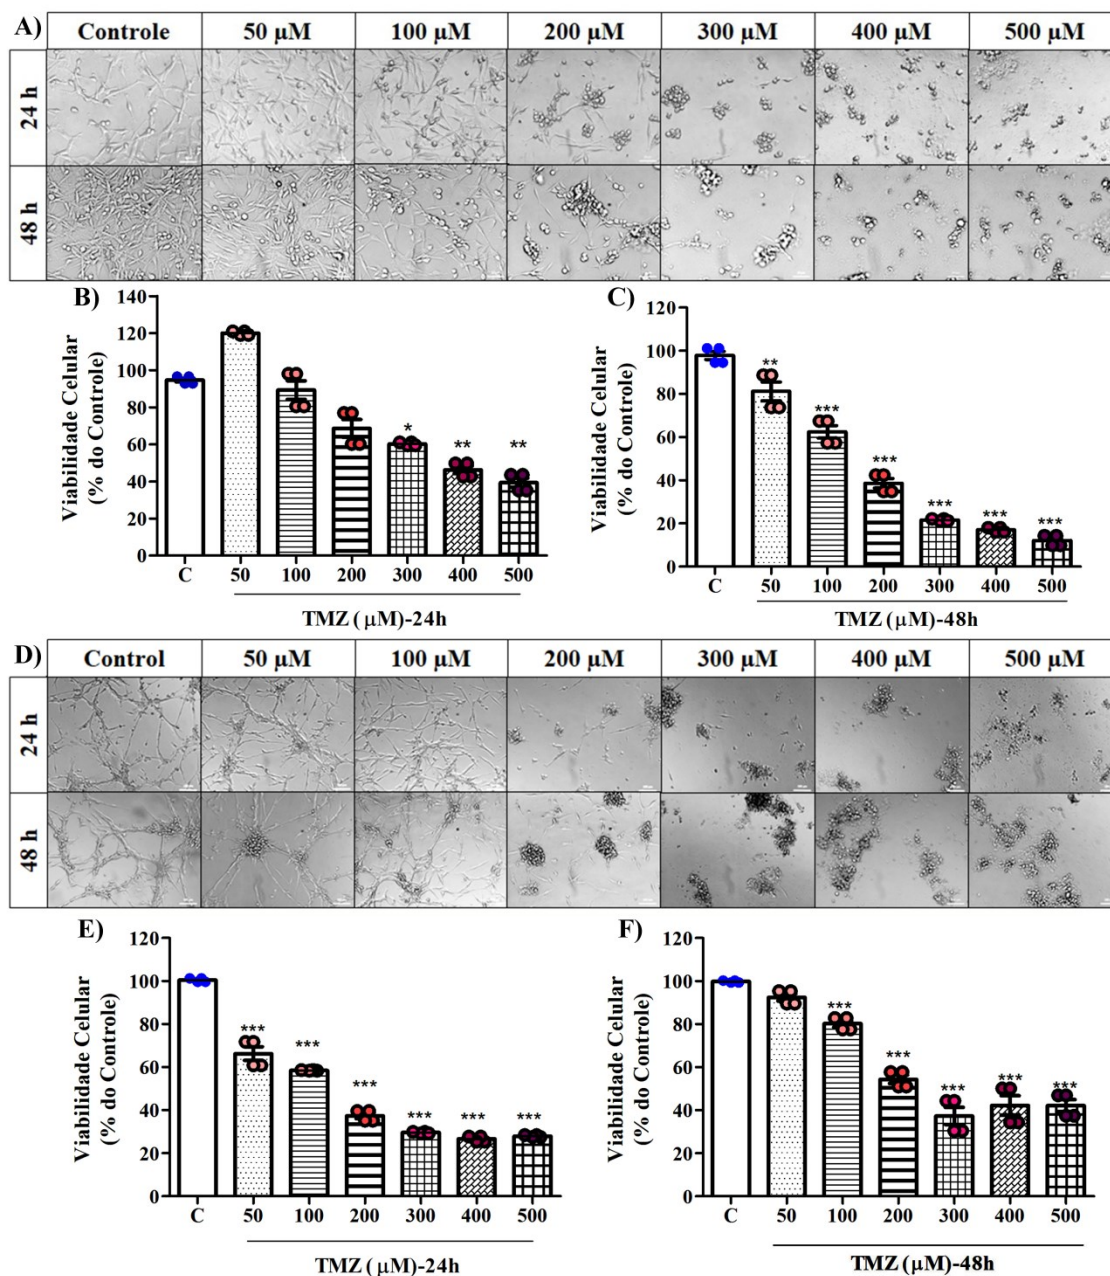 A)
Controle 50 µM 100 µM 200 µM 300 µM 400 µM 500 µM
24 h
48 h
B)
Viabilidade Celular
(% do Controle)
140
120
100
80
60
40
20
0
* ** **
C 50 100 200 300 400 500
TMZ (µM)-24h
C)
Viabilidade Celular
(% do Controle)
120
100
80
60
40
20
0
** *** *** *** *** ***
C 50 100 200 300 400 500
TMZ (µM)-48h
D)
Control 50 µM 100 µM 200 µM 300 µM 400 µM 500 µM
24 h
48 h
E)
Viabilidade Celular
(% do Controle)
120
100
80
60
40
20
0
*** *** *** *** *** ***
C 50 100 200 300 400 500
TMZ (µM)-24h
F)
Viabilidade Celular
(% do Controle)
120
100
80
60
40
20
0
*** *** *** *** ***
C 50 100 200 300 400 500
TMZ (µM)-48h